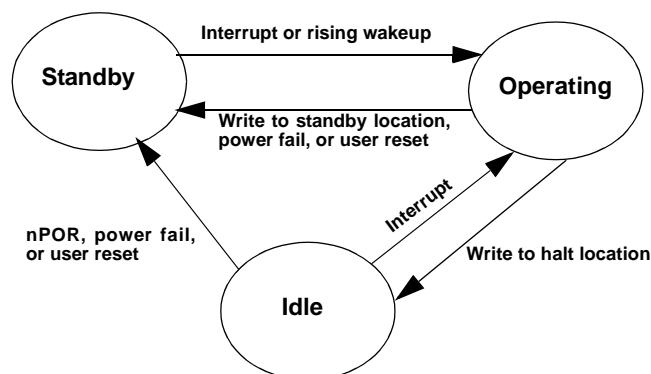 Interrupt or rising wakeup
Standby
Operating
Write to standby location,
power fail, or user reset
Interrupt
nPOR, power fail,
or user reset
Write to halt location
Idle